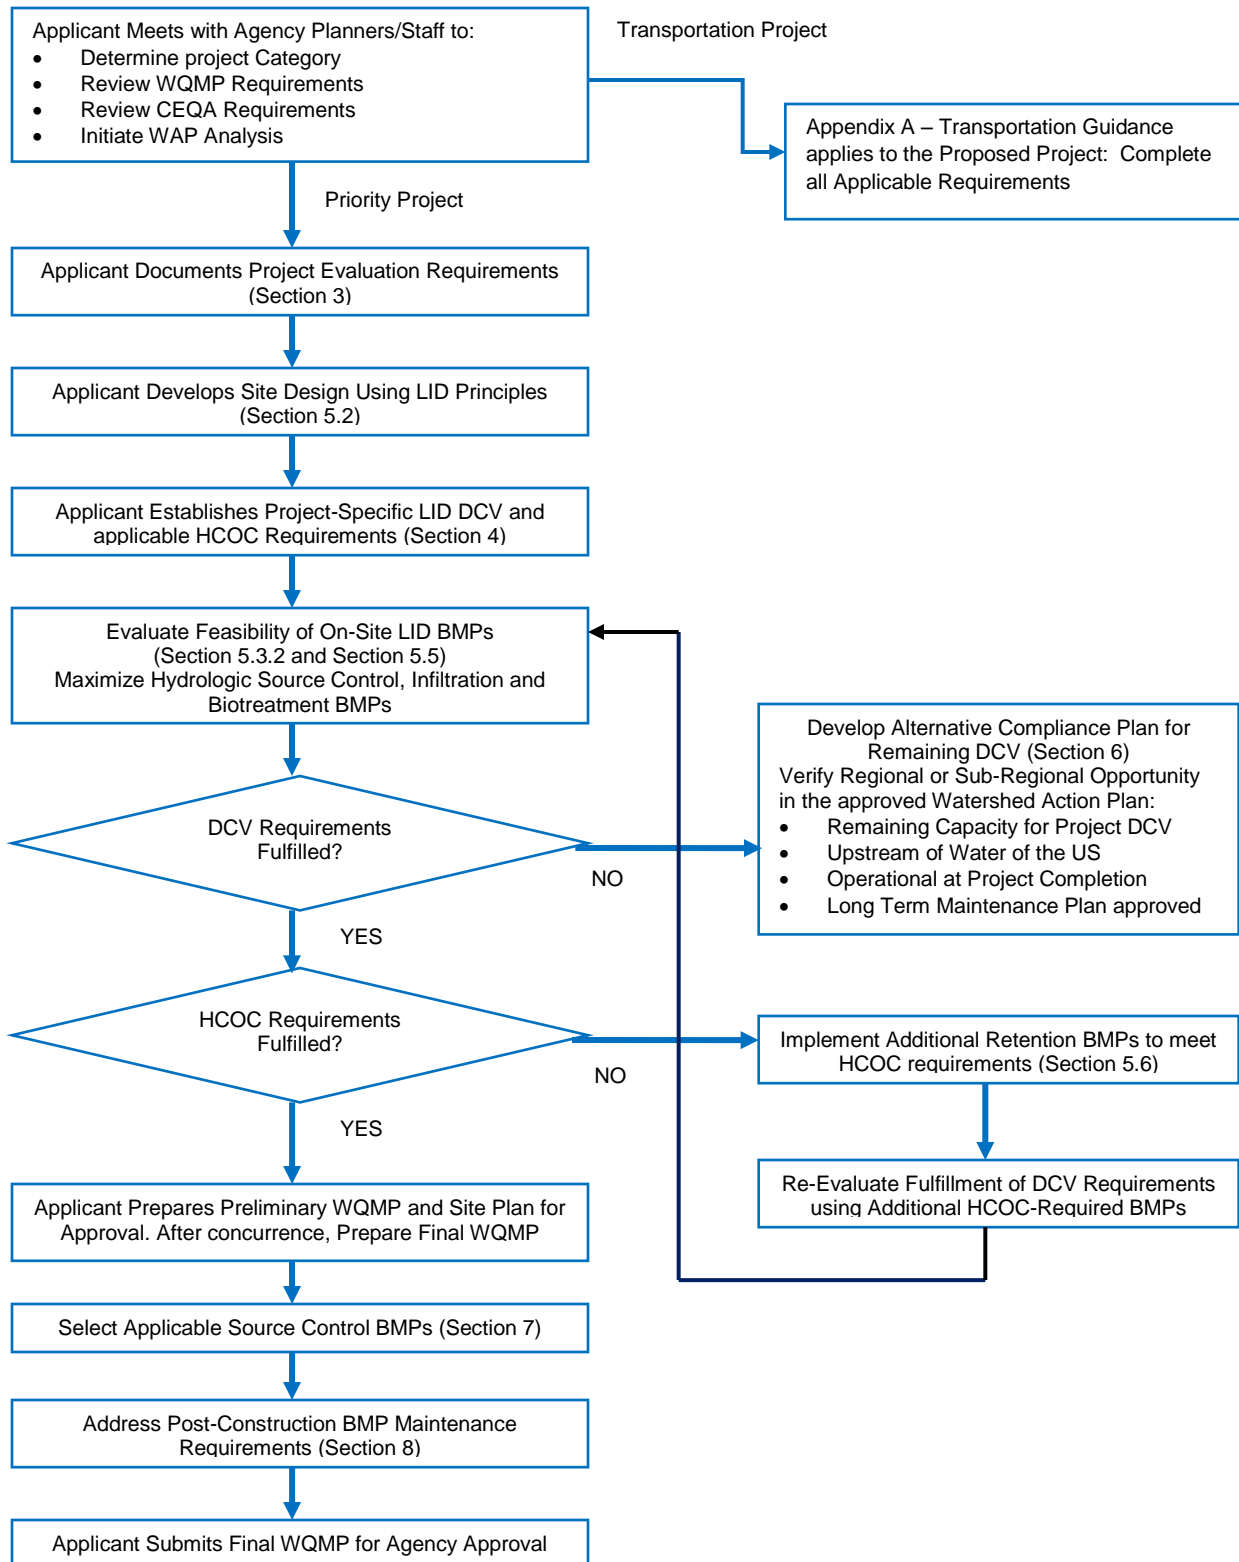 Applicant Meets with Agency Planners/Staff to:
• Determine project Category
• Review WQMP Requirements
• Review CEQA Requirements
• Initiate WAP Analysis
Transportation Project
Appendix A – Transportation Guidance
applies to the Proposed Project: Complete
all Applicable Requirements
Priority Project
Applicant Documents Project Evaluation Requirements
(Section 3)
Applicant Develops Site Design Using LID Principles
(Section 5.2)
Applicant Establishes Project-Specific LID DCV and
applicable HCOC Requirements (Section 4)
Evaluate Feasibility of On-Site LID BMPs
(Section 5.3.2 and Section 5.5)
Maximize Hydrologic Source Control, Infiltration and
Biotreatment BMPs
DCV Requirements
Fulfilled?
NO
Develop Alternative Compliance Plan for
Remaining DCV (Section 6)
Verify Regional or Sub-Regional Opportunity
in the approved Watershed Action Plan:
• Remaining Capacity for Project DCV
• Upstream of Water of the US
• Operational at Project Completion
• Long Term Maintenance Plan approved
YES
HCOC Requirements
Fulfilled?
NO
Implement Additional Retention BMPs to meet
HCOC requirements (Section 5.6)
YES
Re-Evaluate Fulfillment of DCV Requirements
using Additional HCOC-Required BMPs
Applicant Prepares Preliminary WQMP and Site Plan for
Approval. After concurrence, Prepare Final WQMP
Select Applicable Source Control BMPs (Section 7)
Address Post-Construction BMP Maintenance
Requirements (Section 8)
Applicant Submits Final WQMP for Agency Approval